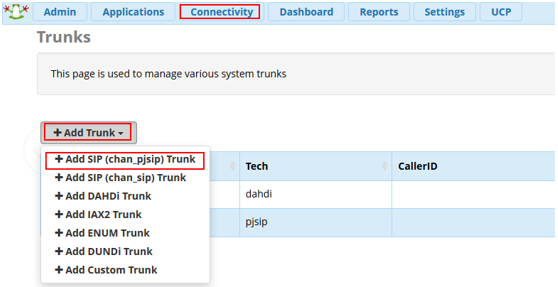 Admin Applications Connectivity Dashboard Reports Settings UCP
Trunks
This page is used to manage various system trunks
+ Add Trunk
+ Add SIP (chan_pjsip) Trunk
+ Add SIP (chan_sip) Trunk
+ Add DAHDi Trunk
+ Add IAX2 Trunk
+ Add ENUM Trunk
+ Add DUNDi Trunk
+ Add Custom Trunk
Tech CallerID
dahdi
pjsip